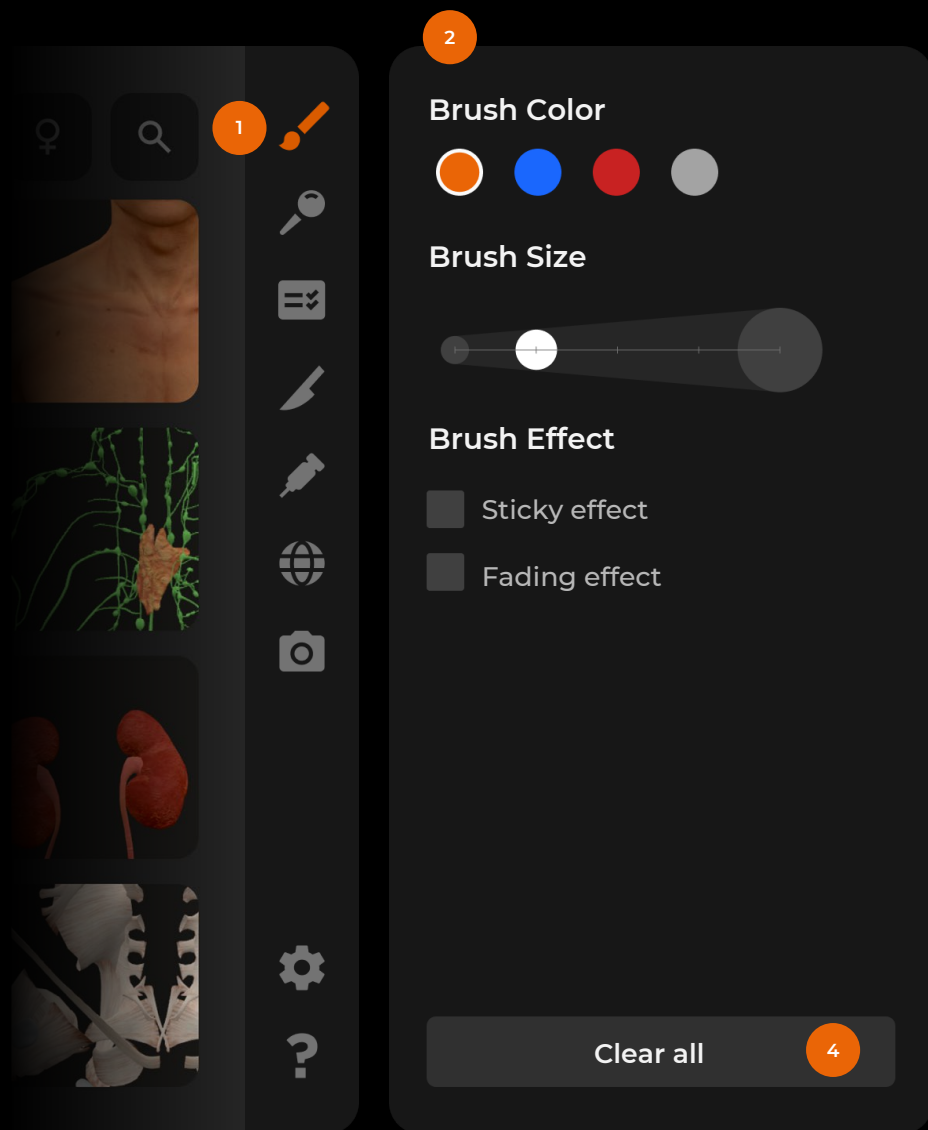 2
1
Brush Color
Brush Size
Brush Effect
Sticky effect
Fading effect
Clear all
4